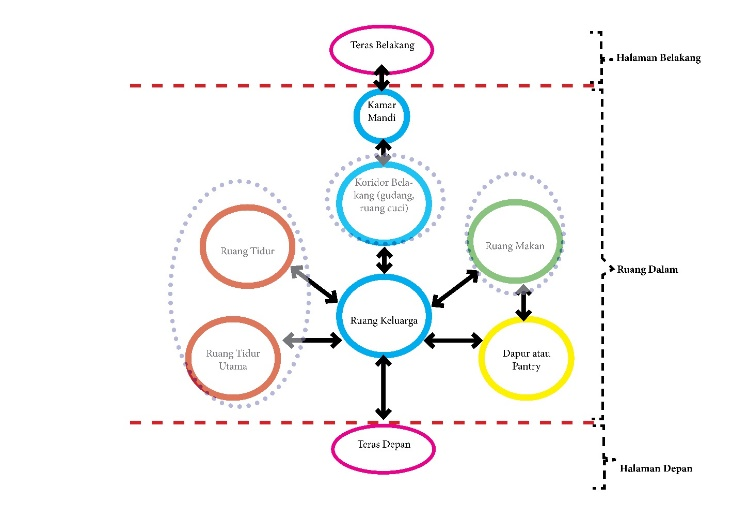 Teras Belakang
Halaman Belakang
Kamar
Mandi
Koridor Bela-
kang (gudang,
ruang cuci)
Ruang Tidur
Ruang Makan
Ruang Dalam
Ruang Keluarga
Ruang Tidur
Utama
Dapur atau
Pantry
Teras Depan
Halaman Depan